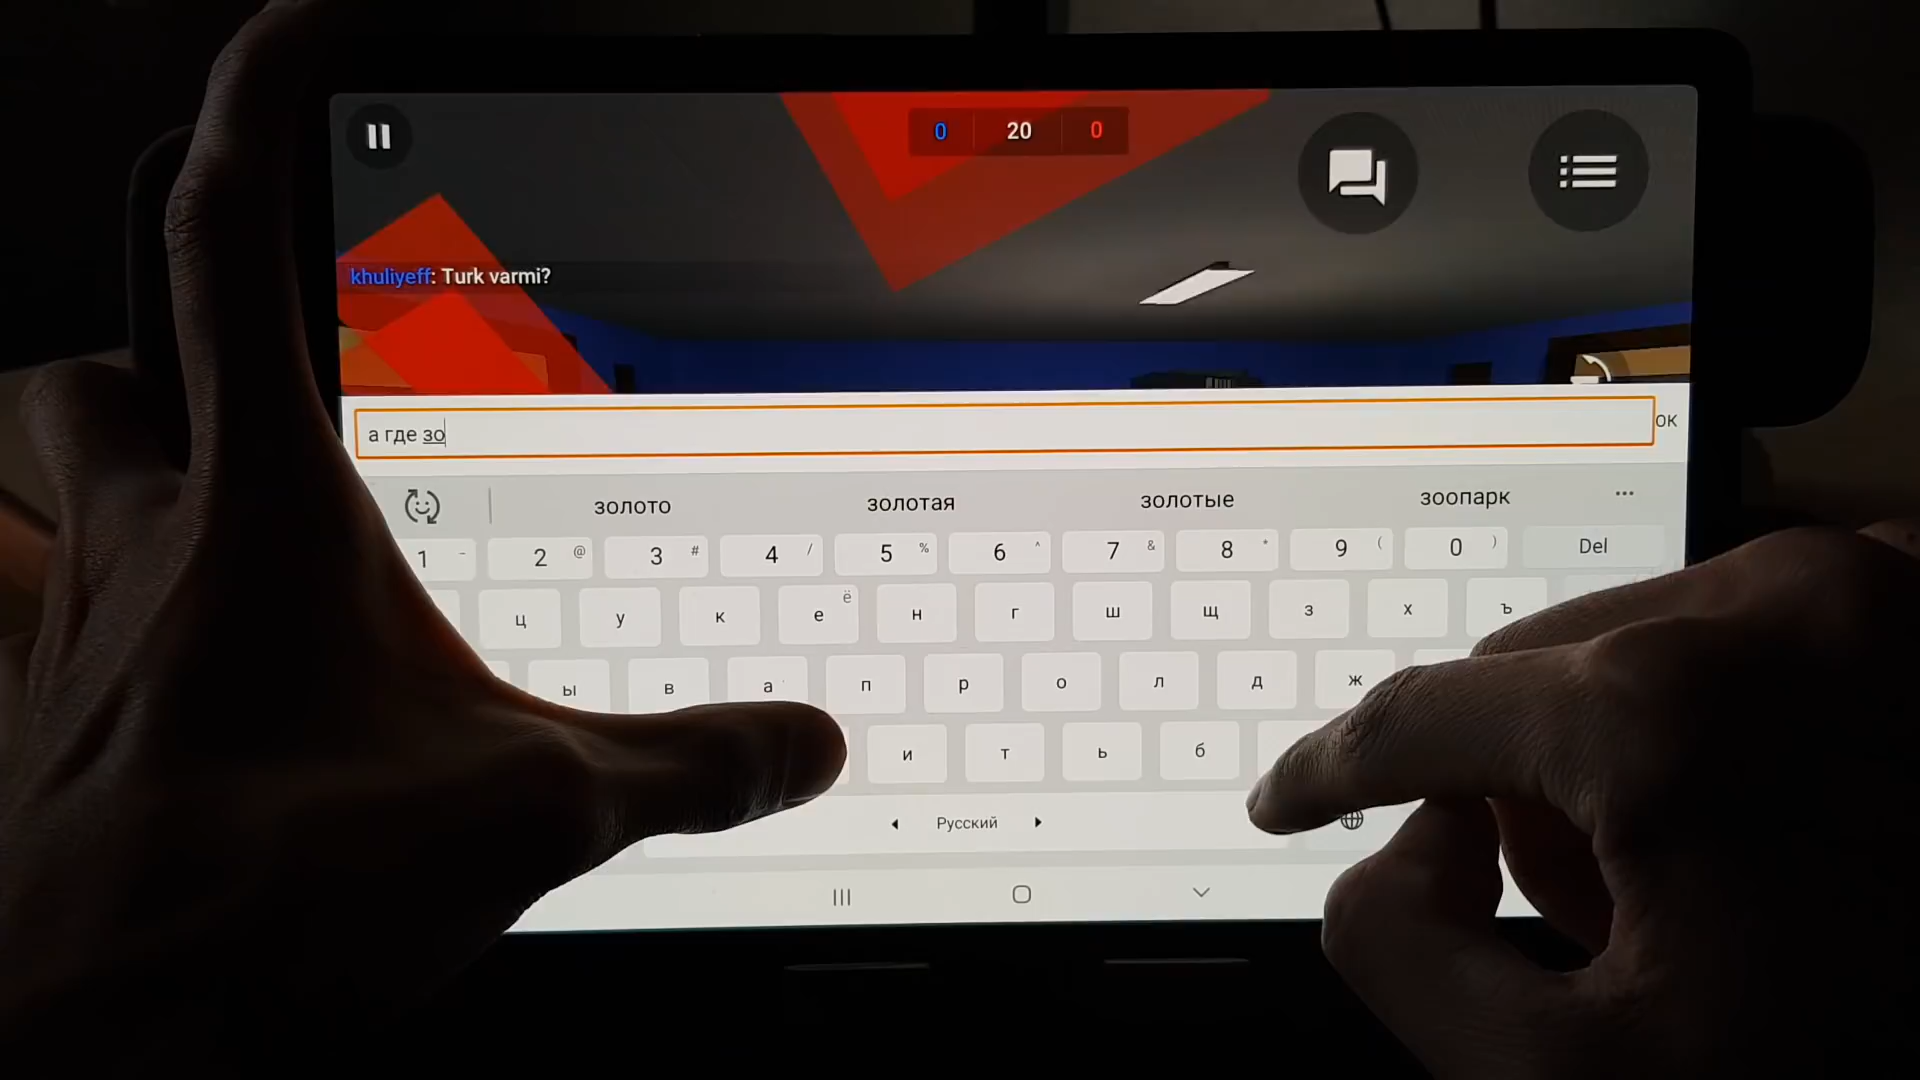 0 20 0
khuliyeff: Turk varmi?
а где зо
ОК
золото золотая золотые зоопарк ...
1 - 2 @ 3 # 4 / 5 % 6 ^ 7 & 8 * 9 ( 0 ) Del
ц у к е ё н г ш щ з х ъ
ы в а п р о л д ж
и т ь б
Русский